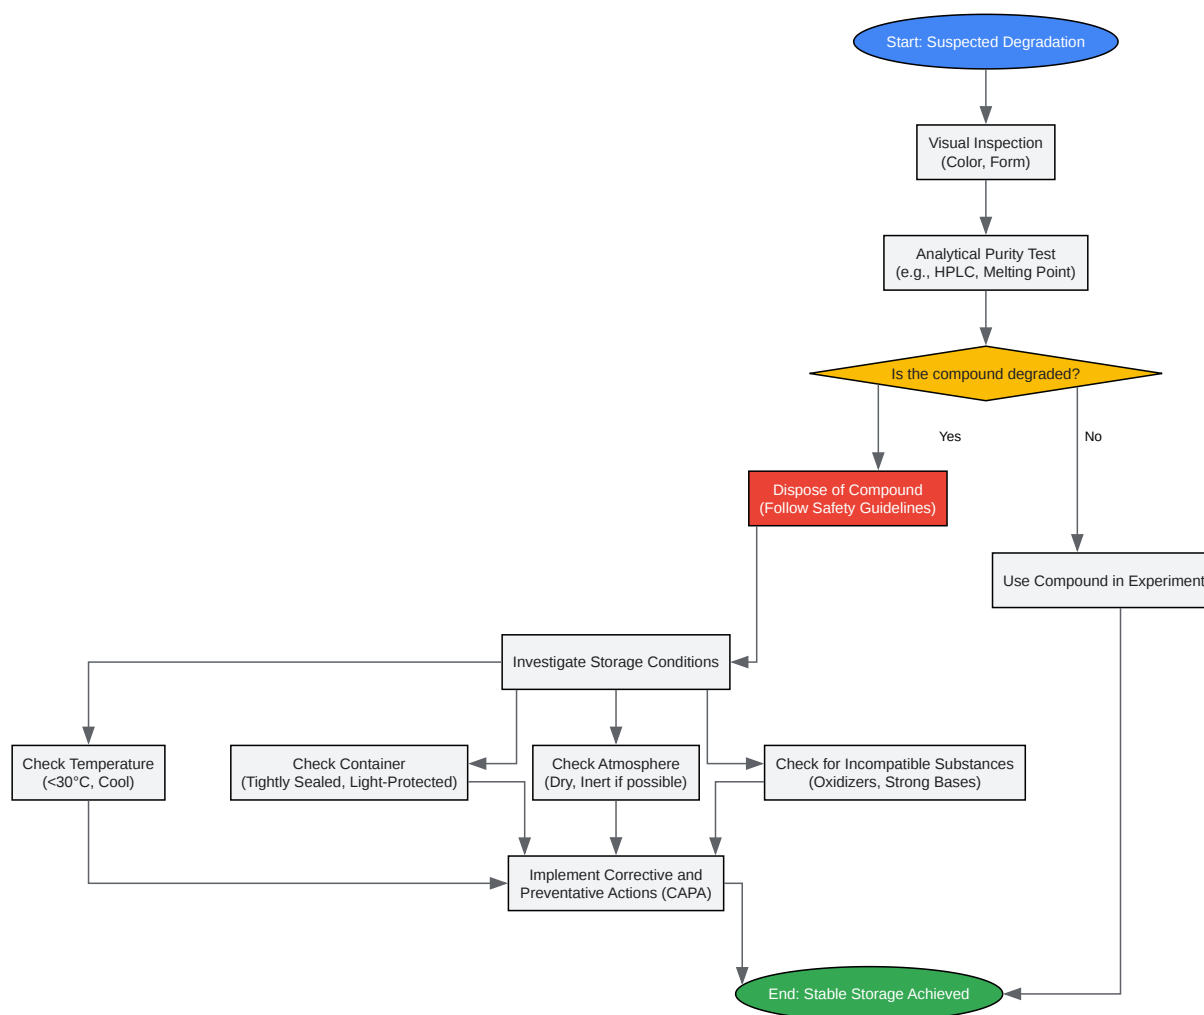 Start: Suspected Degradation
Visual Inspection
(Color, Form)
Analytical Purity Test
(e.g., HPLC, Melting Point)
Is the compound degraded?
Yes
No
Dispose of Compound
(Follow Safety Guidelines)
Use Compound in Experiment
Investigate Storage Conditions
Check Temperature
(<30°C, Cool)
Check Container
(Tightly Sealed, Light-Protected)
Check Atmosphere
(Dry, Inert if possible)
Check for Incompatible Substances
(Oxidizers, Strong Bases)
Implement Corrective and
Preventative Actions (CAPA)
End: Stable Storage Achieved